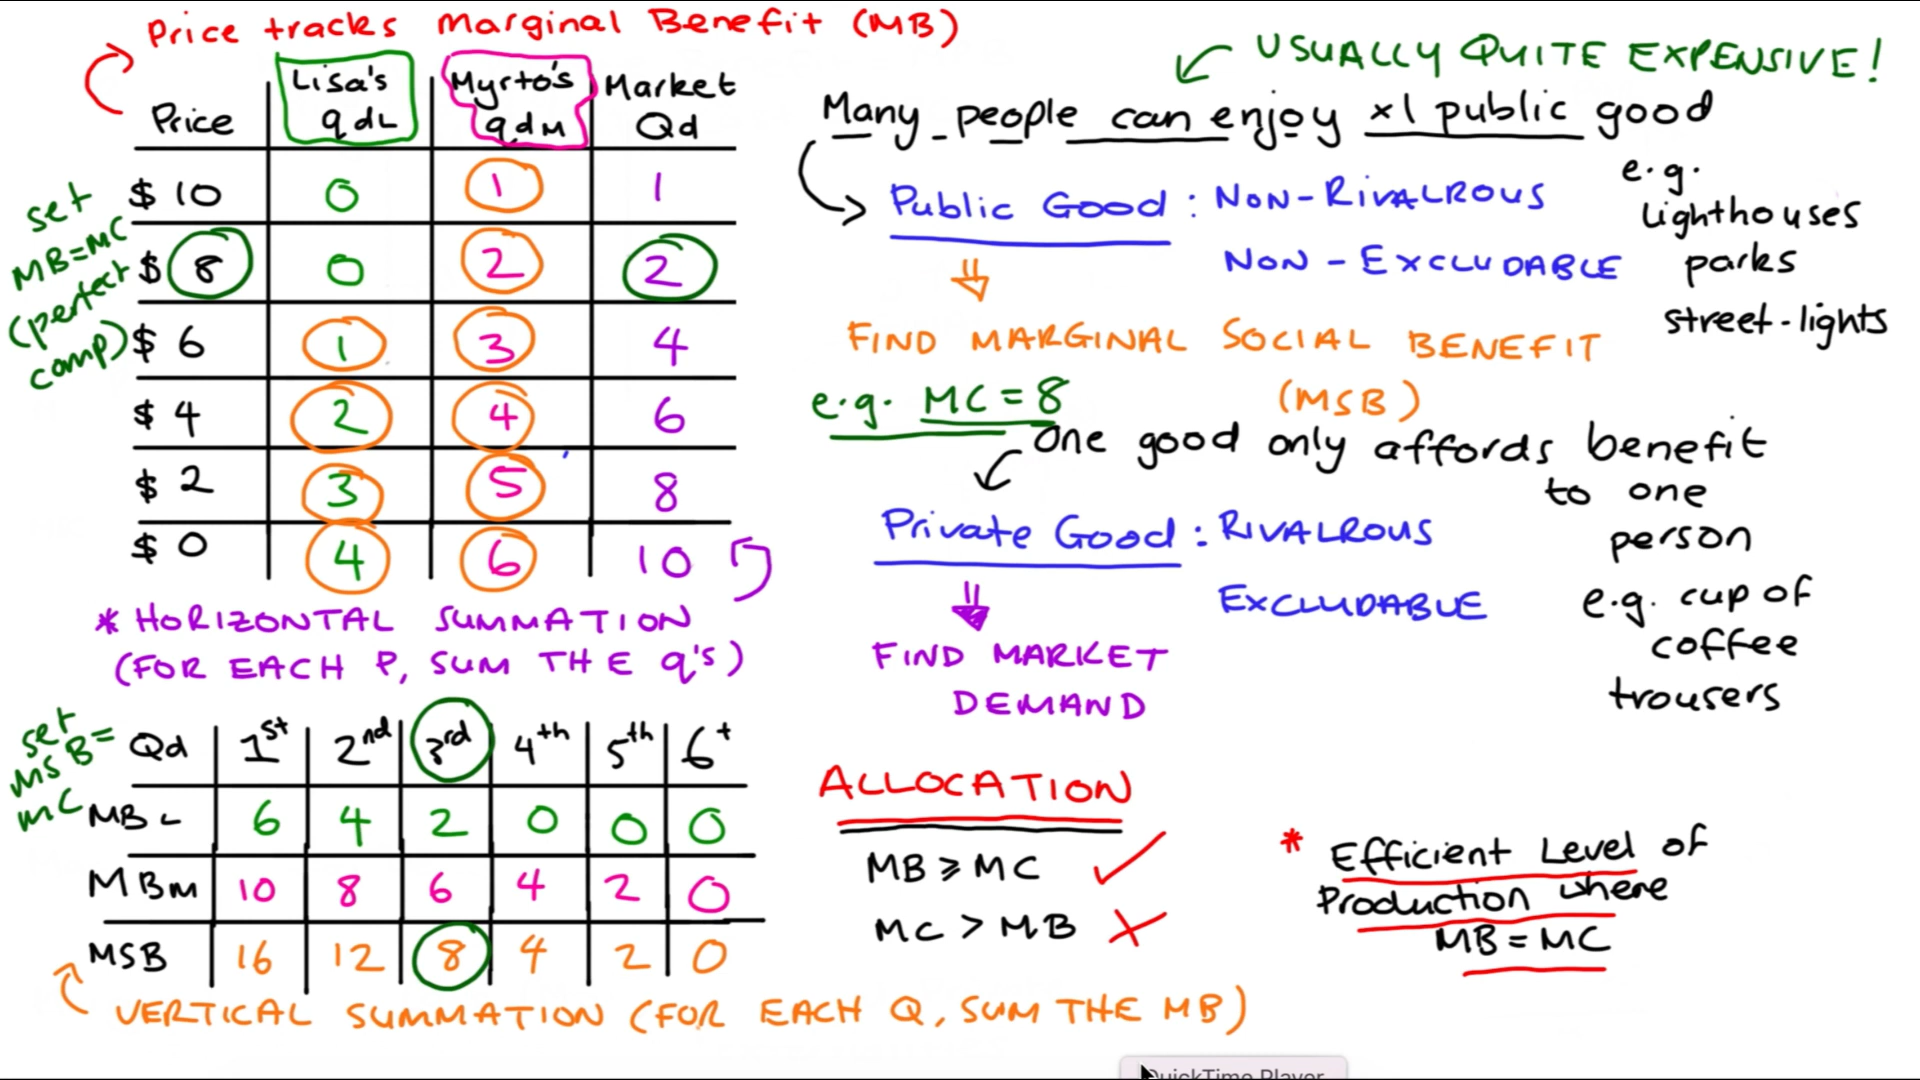 Price tracks Marginal Benefit (MB)
Price Lisa's qdL Myrto's qdM Market Qd
$ 10 0 1 1
$ 8 0 2 2
$ 6 1 3 4
$ 4 2 4 6
$ 2 3 5 8
$ 0 4 6 10
set
MB=MC
(perfect
comp)
* HORIZONTAL SUMMATION
(FOR EACH P, SUM THE q's)
set
MSB=
MC
Qd 1st 2nd 3rd 4th 5th 6+
MBL 6 4 2 0 0 0
MBM 10 8 6 4 2 0
MSB 16 12 8 4 2 0
VERTICAL SUMMATION (FOR EACH Q, SUM THE MB)
USUALLY QUITE EXPENSIVE!
Many people can enjoy x1 public good
e.g.
lighthouses
parks
street-lights
Public Good : NON-RIVALROUS
NON-EXCLUDABLE
FIND MARGINAL SOCIAL BENEFIT
(MSB)
e.g. MC = 8
One good only affords benefit
to one
person
e.g. cup of
coffee
trousers
Private Good : RIVALROUS
EXCLUDABLE
FIND MARKET
DEMAND
ALLOCATION
MB ⩾ MC ✓
MC > MB ✗
* Efficient Level of
Production where
MB = MC
QuickTime Player